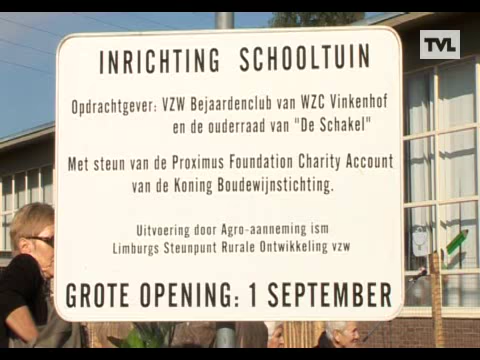 TVL
INRICHTING SCHOOLTUIN
Opdrachtgever: VZW Bejaardenclub van WZC Vinkenhof
en de ouderraad van "De Schakel"
Met steun van de Proximus Foundation Charity Account
van de Koning Boudewijnstichting.
Uitvoering door Agro-aanneming ism
Limburgs Steunpunt Rurale Ontwikkeling vzw
GROTE OPENING: 1 SEPTEMBER